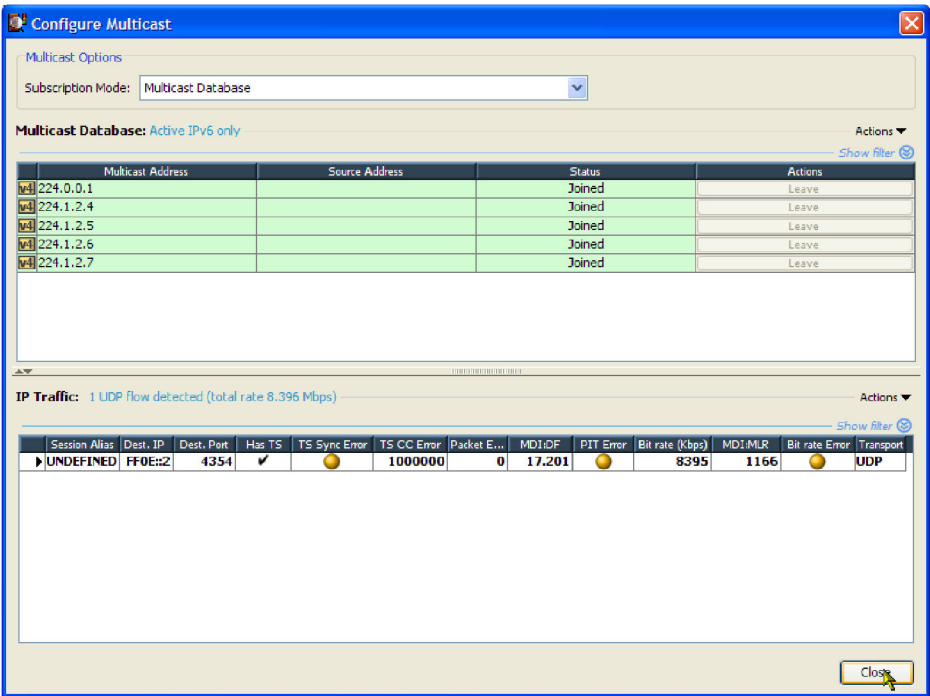 Configure Multicast
Multicast Options
Subscription Mode: Multicast Database
Multicast Database: Active IPv6 only Actions
Show filter
Multicast Address Source Address Status Actions
v4 224.0.0.1 Joined Leave
v4 224.1.2.4 Joined Leave
v4 224.1.2.5 Joined Leave
v4 224.1.2.6 Joined Leave
v4 224.1.2.7 Joined Leave
IP Traffic: 1 UDP flow detected (total rate 8.396 Mbps) Actions
Show filter
Session Alias Dest. IP Dest. Port Has TS TS Sync Error TS CC Error Packet E... MDI:DF PIT Error Bit rate (Kbps) MDI:MLR Bit rate Error Transport
UNDEFINED FF0E::2 4354 ✔ 1000000 0 17.201 8395 1166 UDP
Close